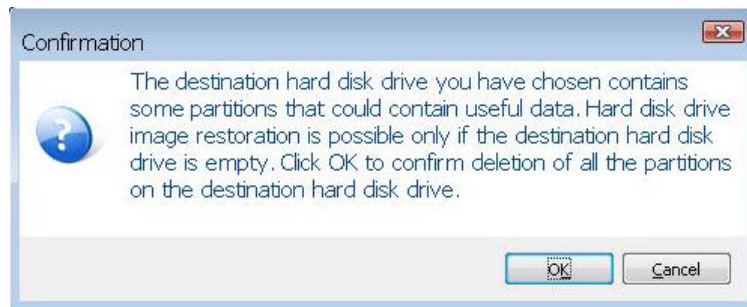 Confirmation
The destination hard disk drive you have chosen contains
some partitions that could contain useful data. Hard disk drive
image restoration is possible only if the destination hard disk
drive is empty. Click OK to confirm deletion of all the partitions
on the destination hard disk drive.
OK
Cancel